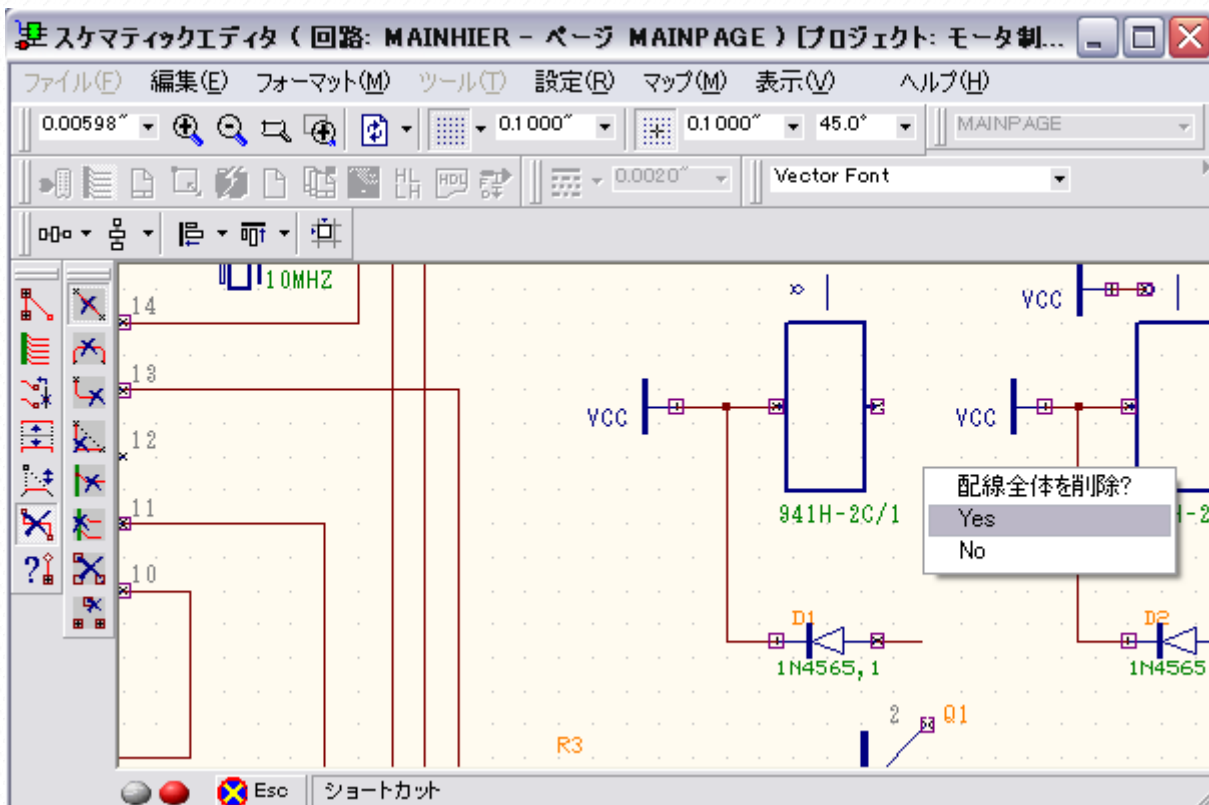 スケマティックエディタ ( 回路: MAINHIER - ページ MAINPAGE ) [プロジェクト: モータ制...
ファイル(F) 編集(E) フォーマット(M) ツール(T) 設定(R) マップ(M) 表示(V) ヘルプ(H)
0.00598" 0.1000" 0.1000" 45.0° MAINPAGE
HL LH HDL 0.0020" Vector Font
10MHZ
14
VCC
13
VCC
VCC
12
配線全体を削除?
11
941H-2C/1
Yes
H-2
No
10
D1
D2
1N4565,1
1N4565
2
Q1
R3
Esc ショートカット